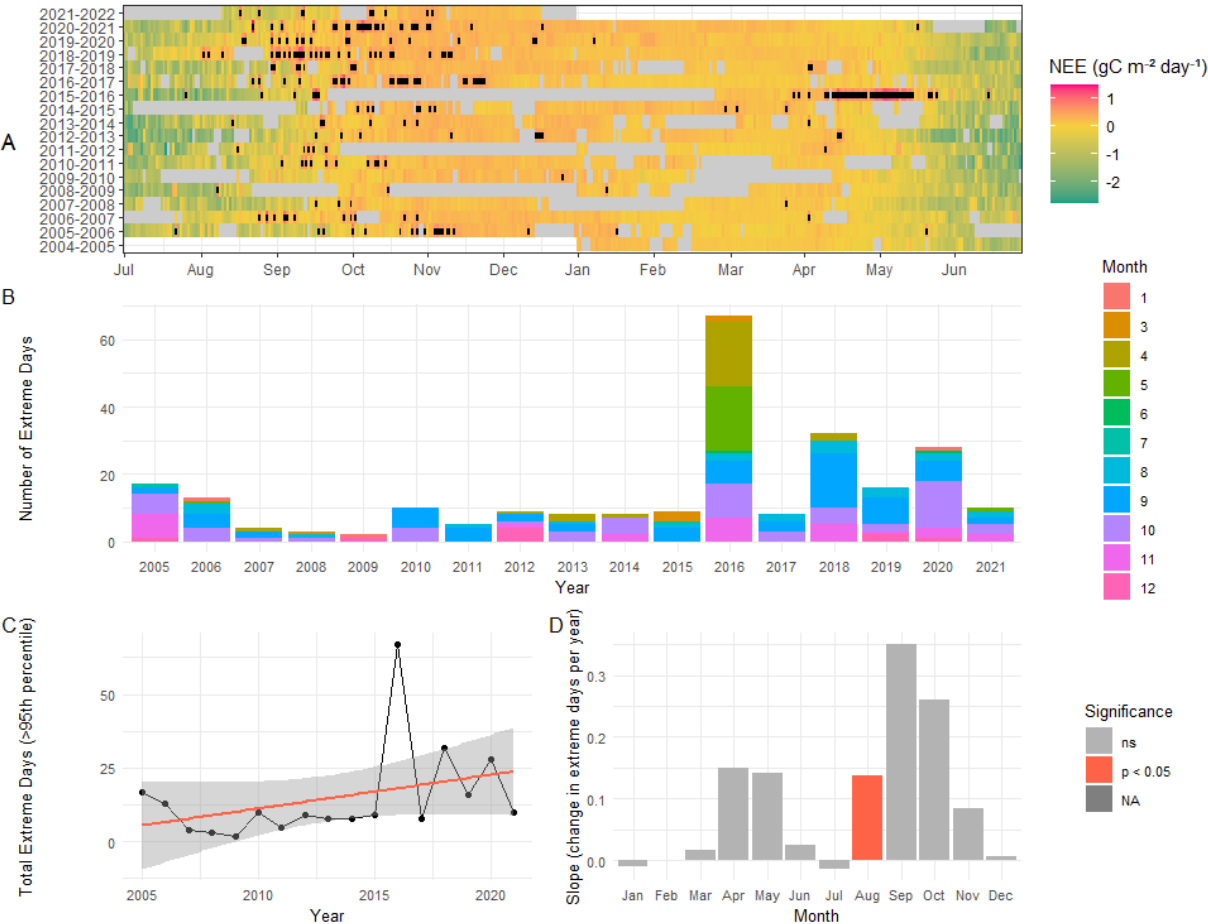 A
2021-2022
2020-2021
2019-2020
2018-2019
2017-2018
2016-2017
2015-2016
2014-2015
2013-2014
2012-2013
2011-2012
2010-2011
2009-2010
2008-2009
2007-2008
2006-2007
2005-2006
2004-2005
Jul Aug Sep Oct Nov Dec Jan Feb Mar Apr May Jun
NEE (gC m⁻² day⁻¹)
1
0
-1
-2
B
Number of Extreme Days
60
40
20
0
2005 2006 2007 2008 2009 2010 2011 2012 2013 2014 2015 2016 2017 2018 2019 2020 2021
Year
Month
1
3
4
5
6
7
8
9
10
11
12
C
Total Extreme Days (>95th percentile)
50
25
0
2005 2010 2015 2020
Year
D
Slope (change in extreme days per year)
0.3
0.2
0.1
0.0
Jan Feb Mar Apr May Jun Jul Aug Sep Oct Nov Dec
Month
Significance
ns
p < 0.05
NA